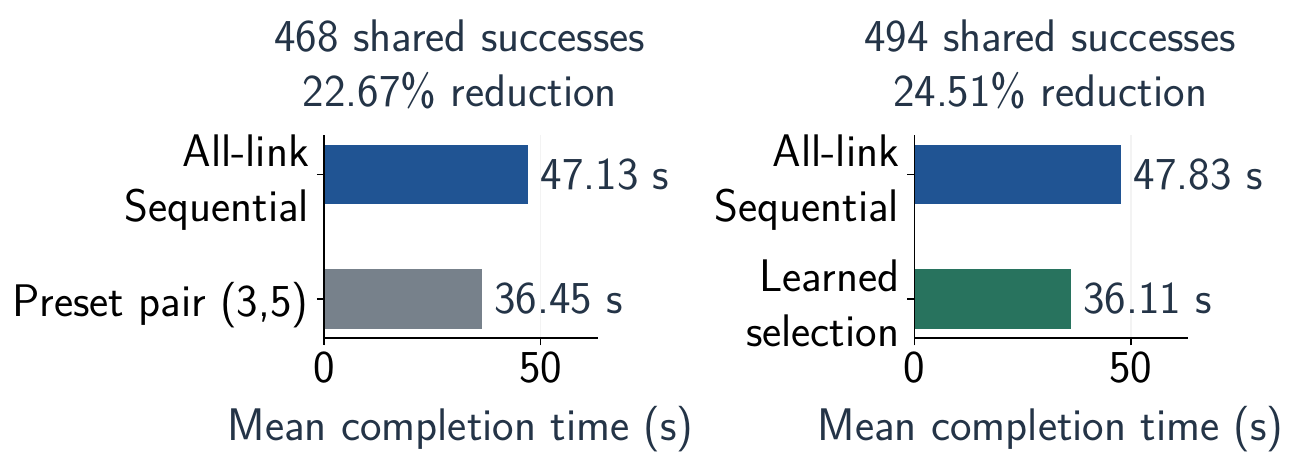 468 shared successes
22.67% reduction
All-link
Sequential
47.13 s
Preset pair (3,5)
36.45 s
0
50
Mean completion time (s)
494 shared successes
24.51% reduction
All-link
Sequential
47.83 s
Learned
selection
36.11 s
0
50
Mean completion time (s)